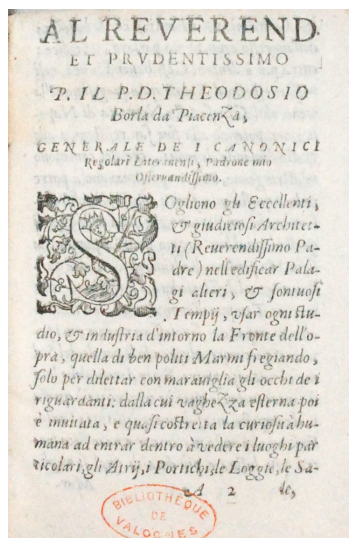 AL REVEREND.
ET PRVDENTISSIMO
P. IL P.D. THEODOSIO
Borla da Piacenza,
GENERALE DE I CANONICI
Regolari Lateranensi, Padrone mio
Osseruandissimo.
SOgliono gli Eccellenti,
& giudiciosi Architet-
ti (Reuerendissimo Pa-
dre) nell'edificar Pala-
gi alteri, & sontuosi
Tempij, vsar ogni stu-
dio, & industria d'intorno la Fronte dell'o-
pra, quella di ben politi Marmi fregiando,
solo per dilettar con marauiglia gli occhi de i
riguardanti: dalla cui vaghezza esterna poi
è inuitata, e quasi costretta la curiosità hu-
mana ad entrar dentro à vedere i luoghi par
ticolari, gli Atrij, i Portichi, le Loggie, le Sa-
A 2 le,
BIBLIOTHEQUE
DE
VALOGNES